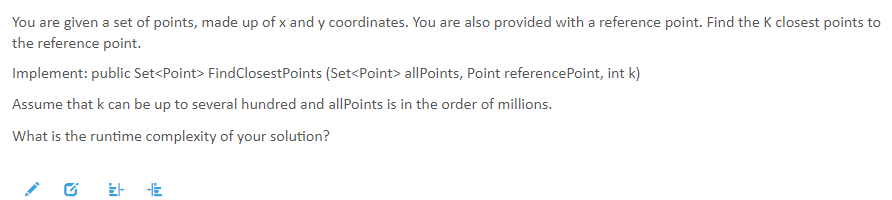 You are given a set of points, made up of x and y coordinates. You are also provided with a reference point. Find the K closest points to
the reference point.
Implement: public Set<Point> FindClosestPoints (Set<Point> allPoints, Point referencePoint, int k)
Assume that k can be up to several hundred and allPoints is in the order of millions.
What is the runtime complexity of your solution?